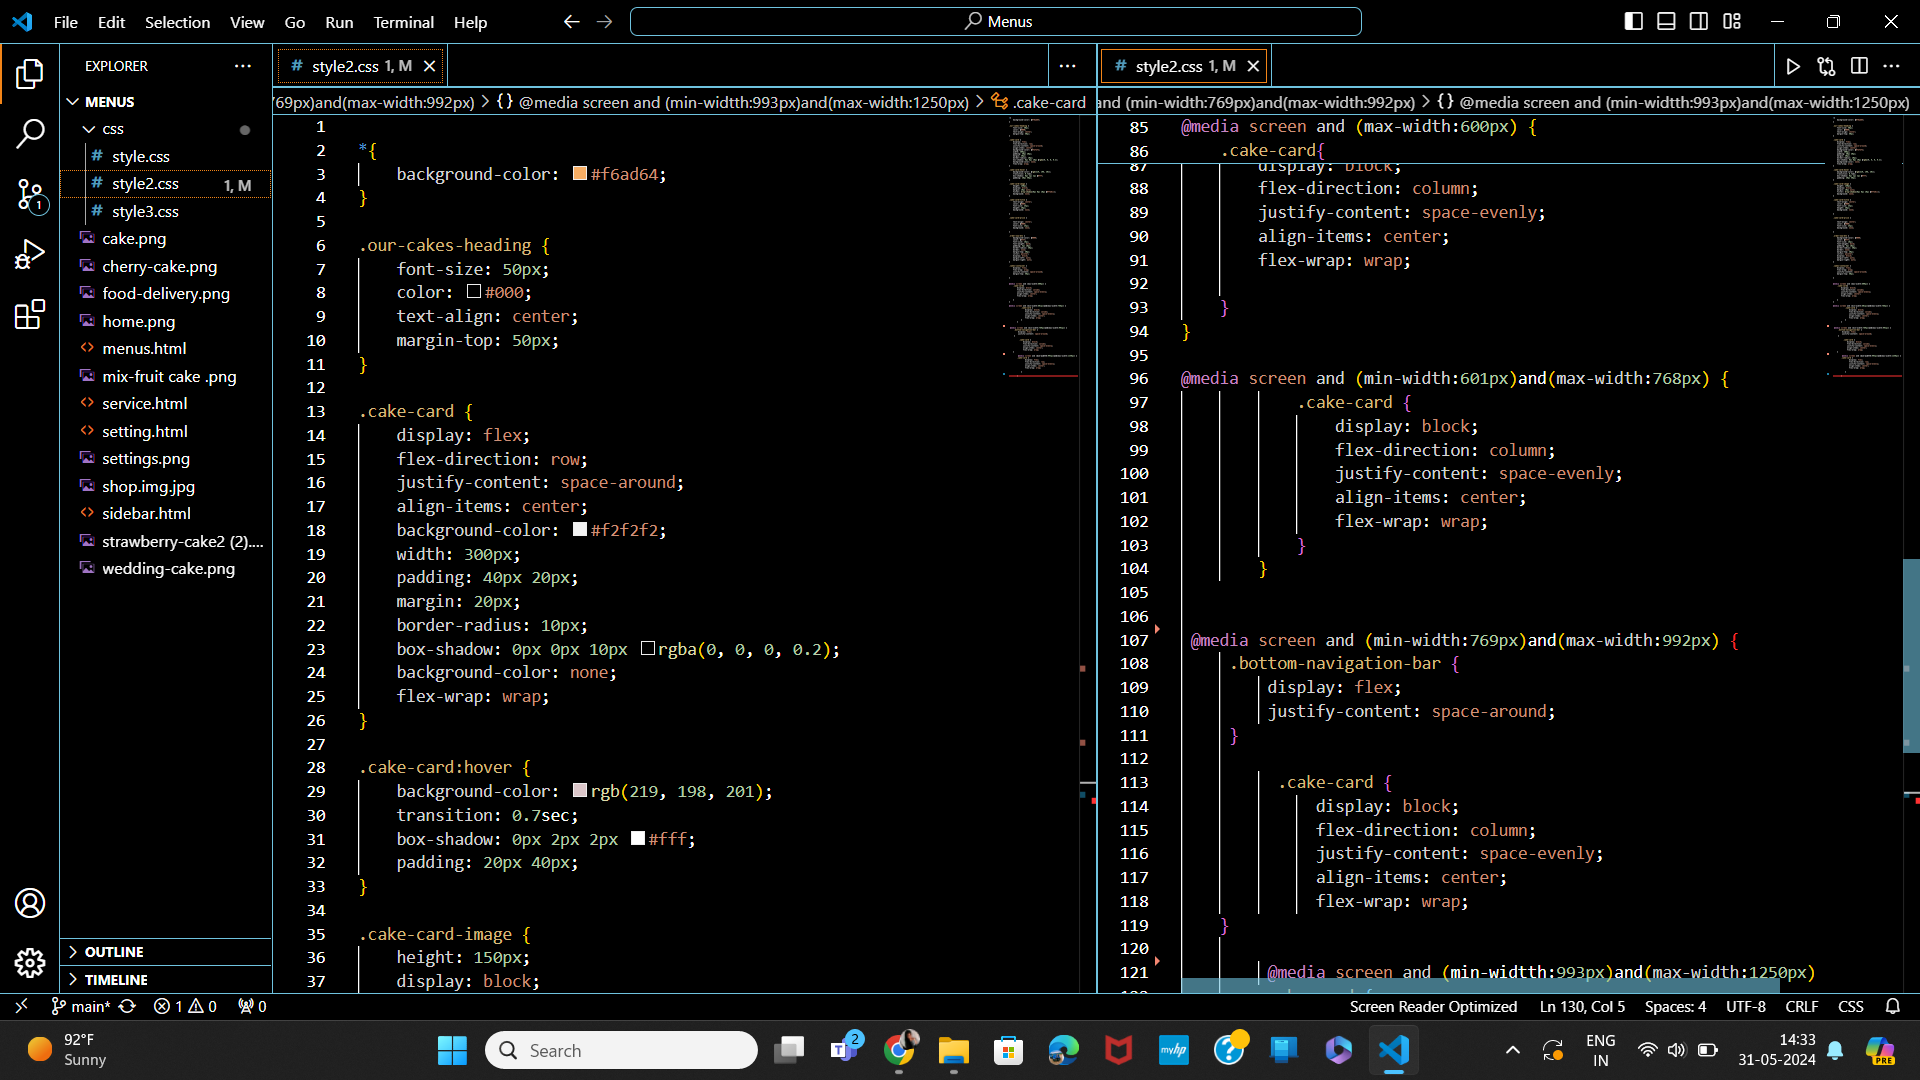 File Edit Selection View Go Run Terminal Help
Menus
EXPLORER
MENUS
css
style.css
style2.css 1, M
style3.css
cake.png
cherry-cake.png
food-delivery.png
home.png
menus.html
mix-fruit cake .png
service.html
setting.html
settings.png
shop.img.jpg
sidebar.html
strawberry-cake2 (2)....
wedding-cake.png
OUTLINE
TIMELINE
# style2.css 1, M
69px)and(max-width:992px) > {} @media screen and (min-widtth:993px)and(max-width:1250px) > .cake-card
1
2 *{
3 background-color: #f6ad64;
4 }
5
6 .our-cakes-heading {
7 font-size: 50px;
8 color: #000;
9 text-align: center;
10 margin-top: 50px;
11 }
12
13 .cake-card {
14 display: flex;
15 flex-direction: row;
16 justify-content: space-around;
17 align-items: center;
18 background-color: #f2f2f2;
19 width: 300px;
20 padding: 40px 20px;
21 margin: 20px;
22 border-radius: 10px;
23 box-shadow: 0px 0px 10px rgba(0, 0, 0, 0.2);
24 background-color: none;
25 flex-wrap: wrap;
26 }
27
28 .cake-card:hover {
29 background-color: rgb(219, 198, 201);
30 transition: 0.7sec;
31 box-shadow: 0px 2px 2px #fff;
32 padding: 20px 40px;
33 }
34
35 .cake-card-image {
36 height: 150px;
37 display: block;
# style2.css 1, M
and (min-width:769px)and(max-width:992px) > {} @media screen and (min-widtth:993px)and(max-width:1250px)
85 @media screen and (max-width:600px) {
86 .cake-card{
87 display: block;
88 flex-direction: column;
89 justify-content: space-evenly;
90 align-items: center;
91 flex-wrap: wrap;
92
93 }
94 }
95
96 @media screen and (min-width:601px)and(max-width:768px) {
97 .cake-card {
98 display: block;
99 flex-direction: column;
100 justify-content: space-evenly;
101 align-items: center;
102 flex-wrap: wrap;
103 }
104 }
105
106
107 @media screen and (min-width:769px)and(max-width:992px) {
108 .bottom-navigation-bar {
109 display: flex;
110 justify-content: space-around;
111 }
112
113 .cake-card {
114 display: block;
115 flex-direction: column;
116 justify-content: space-evenly;
117 align-items: center;
118 flex-wrap: wrap;
119 }
120
121 @media screen and (min-widtth:993px)and(max-width:1250px)
main* 1 0 0
Screen Reader Optimized Ln 130, Col 5 Spaces: 4 UTF-8 CRLF CSS
92°F
Sunny
Search
2
myhp
ENG
IN
14:33
31-05-2024
PRE